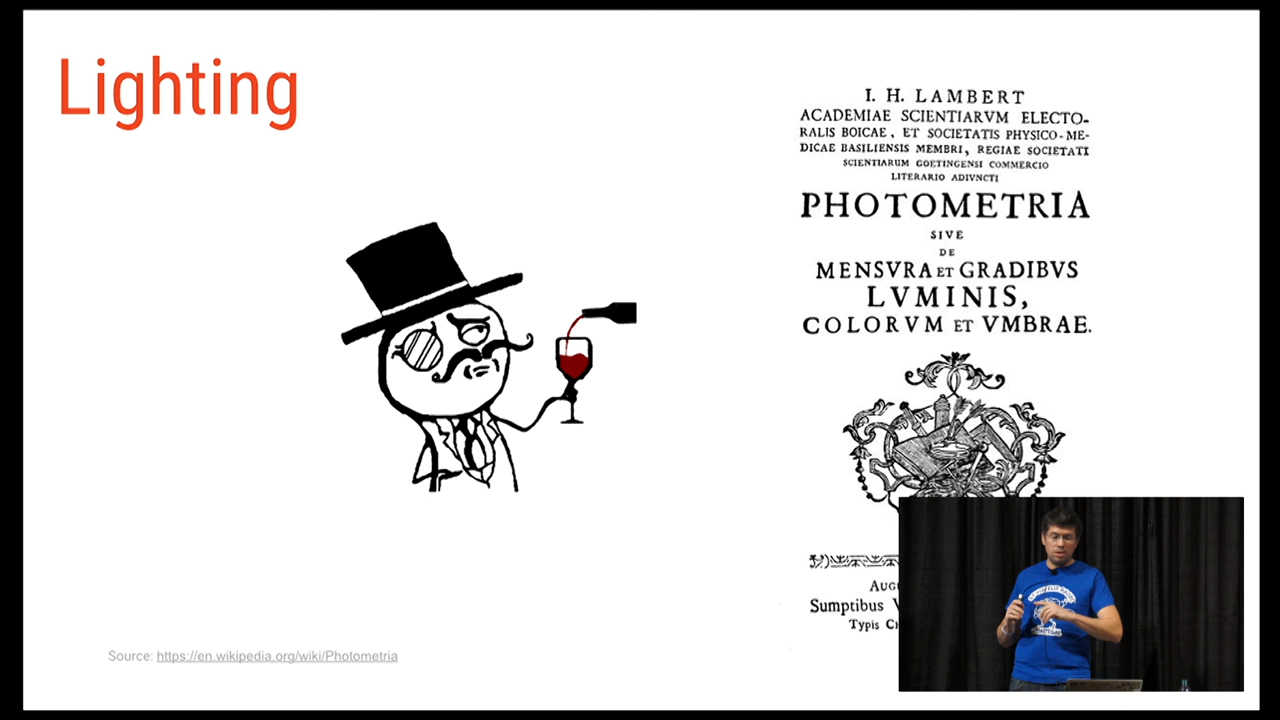 Lighting
I. H. LAMBERT
ACADEMIAE SCIENTIARVM ELECTO-
RALIS BOICAE, ET SOCIETATIS PHYSICO-ME-
DICAE BASILIENSIS MEMBRI, REGIAE SOCIETATI
SCIENTIARUM GOETINGENSI COMMERCIO
LITERARIO ADIVNCTI
PHOTOMETRIA
SIVE
DE
MENSVRA ET GRADIBVS
LVMINIS,
COLORVM ET VMBRAE.
Sumptibus
Typis
Source: https://en.wikipedia.org/wiki/Photometria